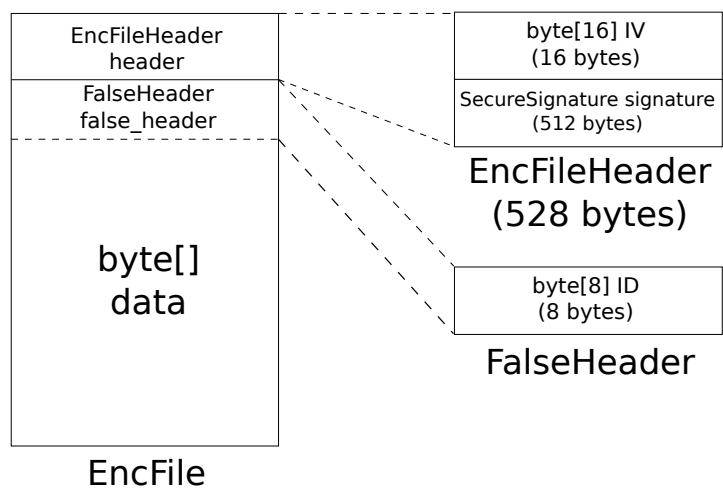 EncFileHeader
header
FalseHeader
false_header
byte[]
data
EncFile
byte[16] IV
(16 bytes)
SecureSignature signature
(512 bytes)
EncFileHeader
(528 bytes)
byte[8] ID
(8 bytes)
FalseHeader